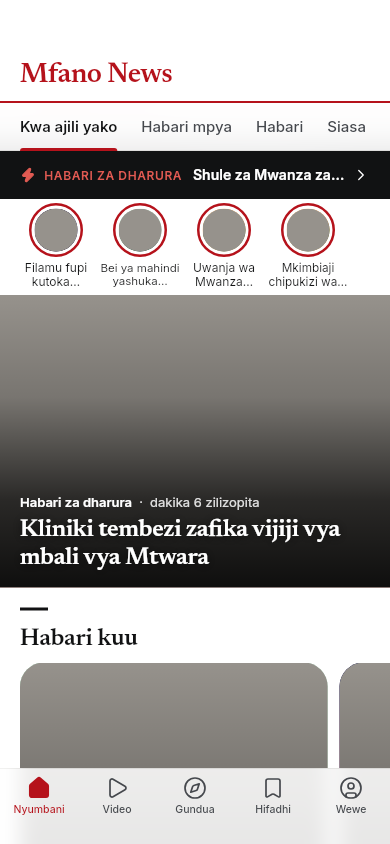 Mfano News
Kwa ajili yako Habari mpya Habari Siasa
HABARI ZA DHARURA Shule za Mwanza za...
Filamu fupi kutoka...
Bei ya mahindi yashuka...
Uwanja wa Mwanza...
Mkimbiaji chipukizi wa...
Habari za dharura · dakika 6 zilizopita
Kliniki tembezi zafika vijiji vya
mbali vya Mtwara
Habari kuu
Nyumbani Video Gundua Hifadhi Wewe